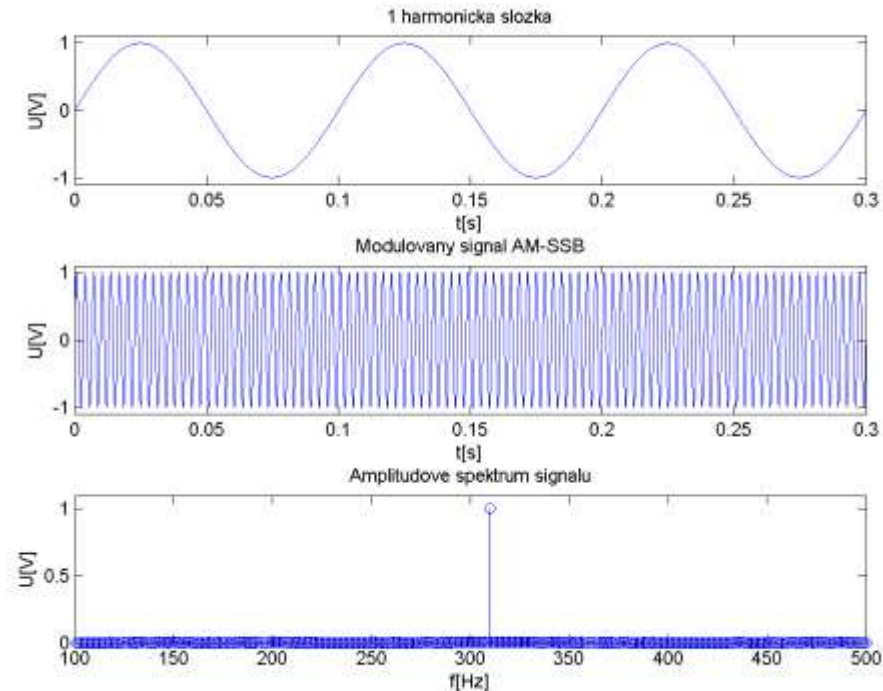 1 harmonicka slozka
1
0
-1
U[V]
0 0.05 0.1 0.15 0.2 0.25 0.3
t[s]
Modulovany signal AM-SSB
1
0
-1
U[V]
0 0.05 0.1 0.15 0.2 0.25 0.3
t[s]
Amplitudove spektrum signalu
1
0.5
0
U[V]
100 150 200 250 300 350 400 450 500
f[Hz]